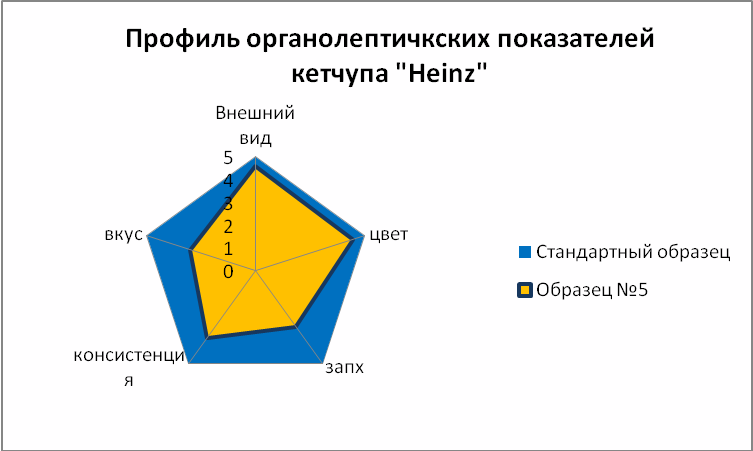 Профиль органолептичкских показателей
кетчупа "Heinz"
Внешний
вид
5
4
3
2
1
0
вкус
цвет
консистенци
я
запх
Стандартный образец
Образец №5